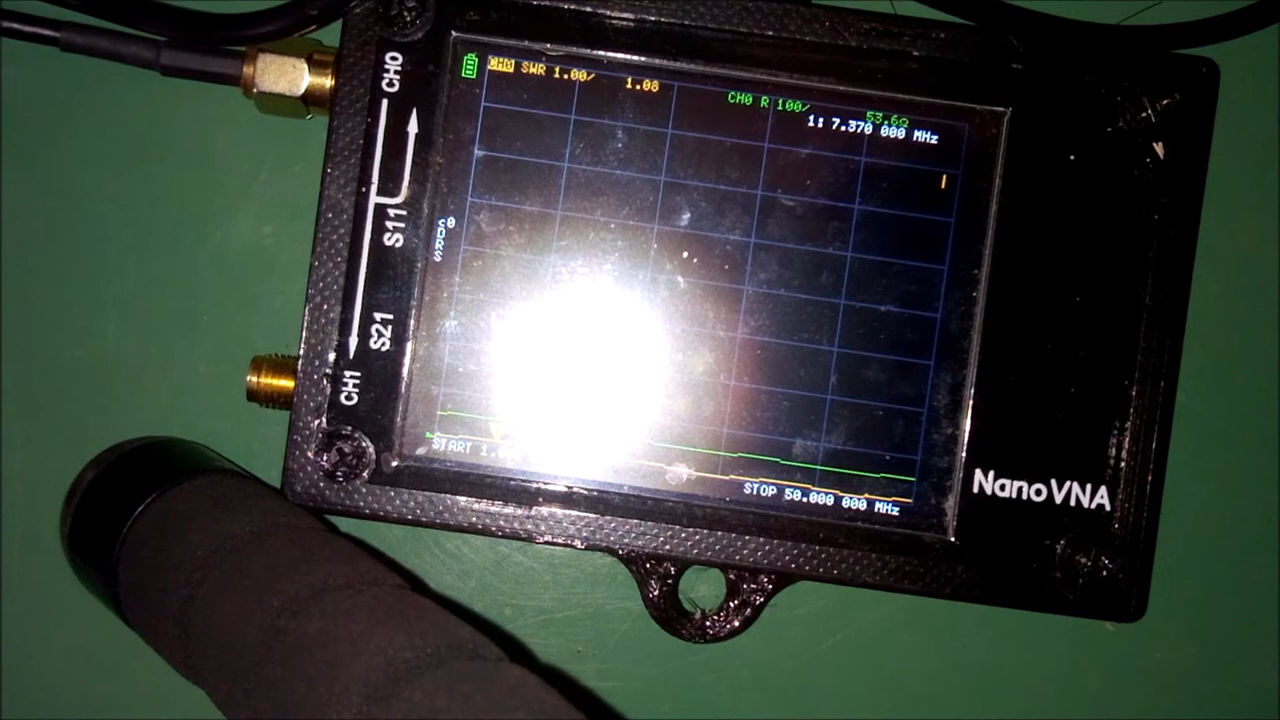 CH0 SWR 1.00/ 1.08
CH0 R 100/ 53.6Ω
1: 7.370 000 MHz
C0
D
R
S
START 1.
STOP 50.000 000 MHz
CH0
S11
S21
CH1
NanoVNA